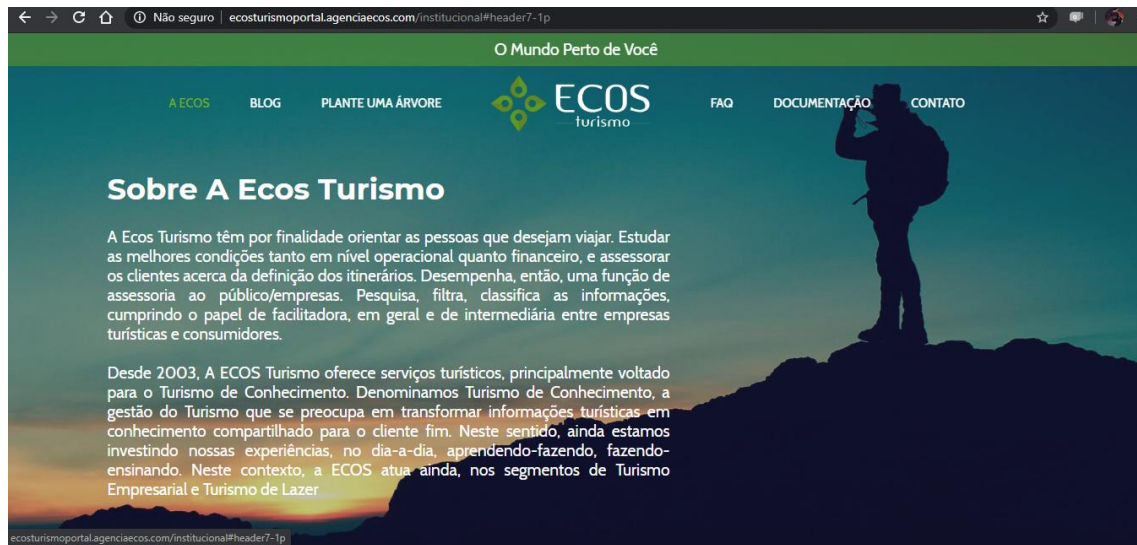 Não seguro
ecosturismoportal.agenciaecos.com/institucional#header7-1p
O Mundo Perto de Você
A ECOS
BLOG
PLANTE UMA ÁRVORE
ECOS
turismo
FAQ
DOCUMENTAÇÃO
CONTATO
Sobre A Ecos Turismo
A Ecos Turismo têm por finalidade orientar as pessoas que desejam viajar. Estudar
as melhores condições tanto em nível operacional quanto financeiro, e assessorar
os clientes acerca da definição dos itinerários. Desempenha, então, uma função de
assessoria ao público/empresas. Pesquisa, filtra, classifica as informações,
cumprindo o papel de facilitadora, em geral e de intermediária entre empresas
turísticas e consumidores.
Desde 2003, A ECOS Turismo oferece serviços turísticos, principalmente voltado
para o Turismo de Conhecimento. Denominamos Turismo de Conhecimento, a
gestão do Turismo que se preocupa em transformar informações turísticas em
conhecimento compartilhado para o cliente fim. Neste sentido, ainda estamos
investindo nossas experiências, no dia-a-dia, aprendendo-fazendo, fazendo-
ensinando. Neste contexto, a ECOS atua ainda, nos segmentos de Turismo
Empresarial e Turismo de Lazer
ecosturismoportal.agenciaecos.com/institucional#header7-1p